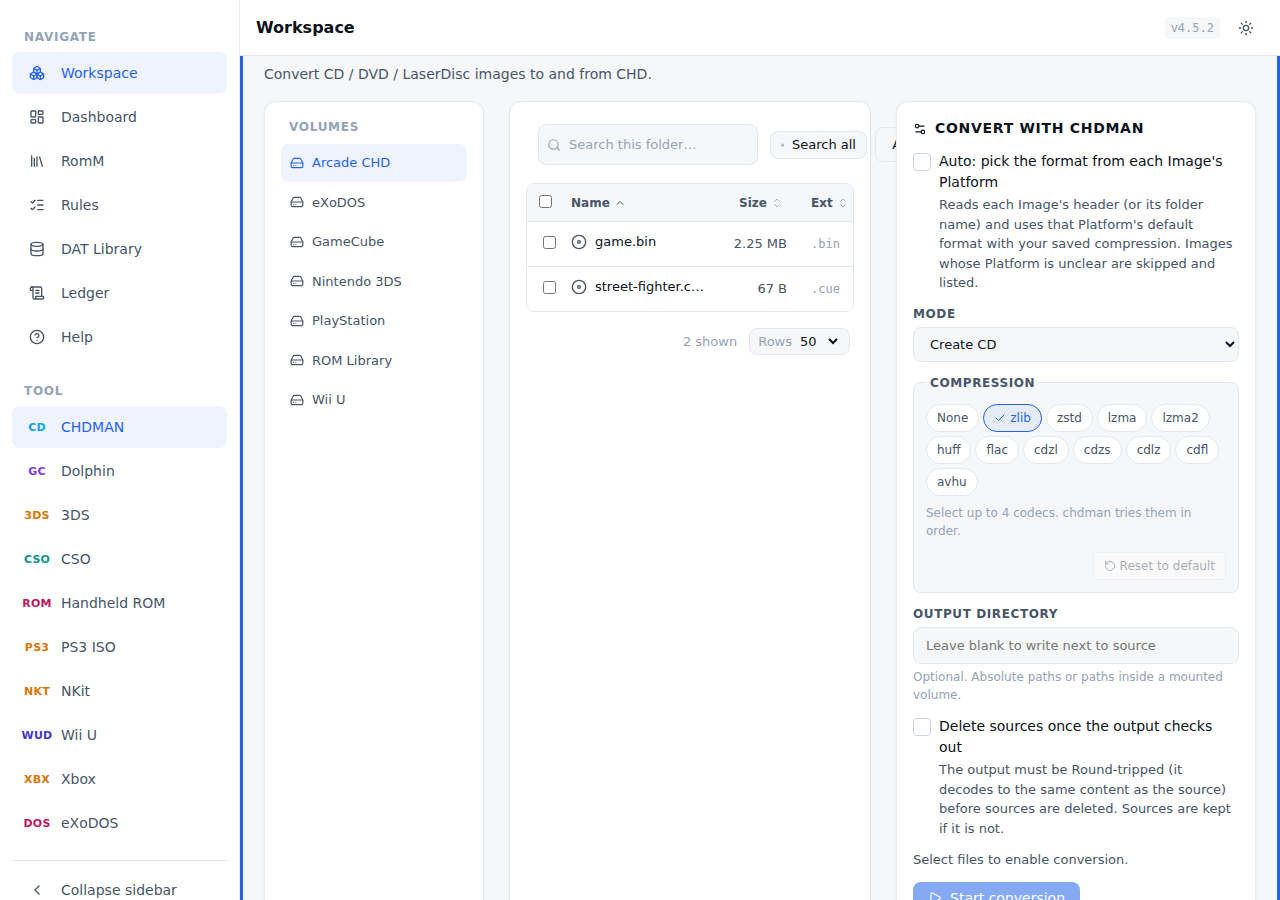 NAVIGATE
Workspace
Dashboard
RomM
Rules
DAT Library
Ledger
Help
TOOL
CD CHDMAN
GC Dolphin
3DS 3DS
CSO CSO
ROM Handheld ROM
PS3 PS3 ISO
NKT NKit
WUD Wii U
XBX Xbox
DOS eXoDOS
Collapse sidebar
Workspace
v4.5.2
Convert CD / DVD / LaserDisc images to and from CHD.
VOLUMES
Arcade CHD
eXoDOS
GameCube
Nintendo 3DS
PlayStation
ROM Library
Wii U
Search this folder…
Search all
Name Size Ext
game.bin 2.25 MB .bin
street-fighter.c… 67 B .cue
2 shown Rows 50
CONVERT WITH CHDMAN
Auto: pick the format from each Image's
Platform
Reads each Image's header (or its folder
name) and uses that Platform's default
format with your saved compression. Images
whose Platform is unclear are skipped and
listed.
MODE
Create CD
COMPRESSION
None zlib zstd lzma lzma2
huff flac cdzl cdzs cdlz cdfl
avhu
Select up to 4 codecs. chdman tries them in
order.
Reset to default
OUTPUT DIRECTORY
Leave blank to write next to source
Optional. Absolute paths or paths inside a mounted
volume.
Delete sources once the output checks
out
The output must be Round-tripped (it
decodes to the same content as the source)
before sources are deleted. Sources are kept
if it is not.
Select files to enable conversion.
Start conversion